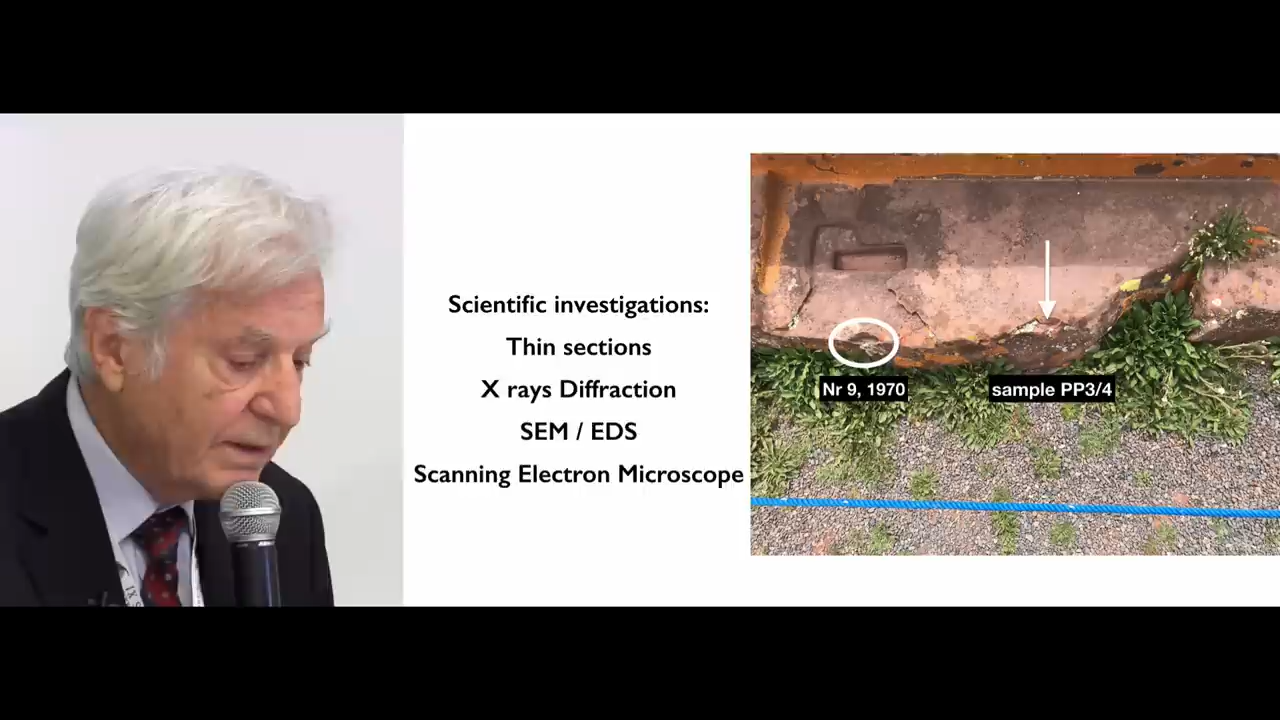 Scientific investigations:
Thin sections
X rays Diffraction
SEM / EDS
Scanning Electron Microscope
Nr 9, 1970
sample PP3/4